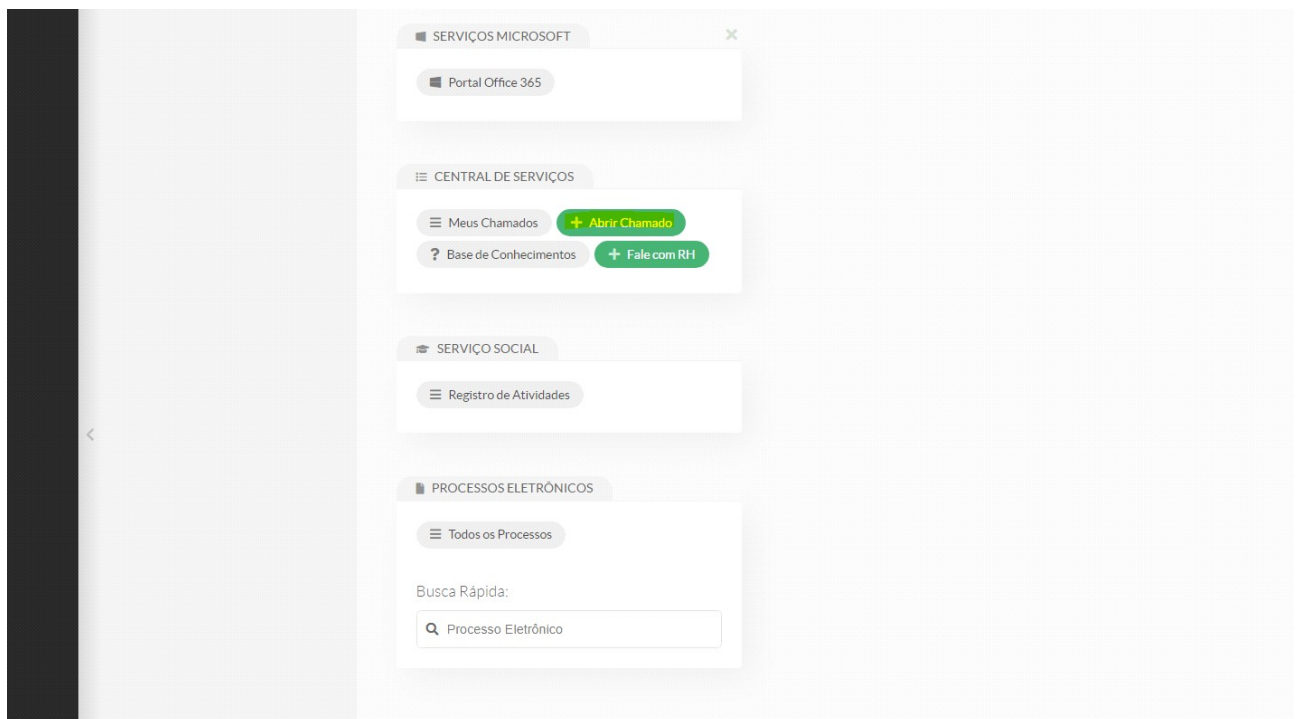 SERVIÇOS MICROSOFT
Portal Office 365
CENTRAL DE SERVIÇOS
Meus Chamados + Abrir Chamado
? Base de Conhecimentos + Fale com RH
SERVIÇO SOCIAL
Registro de Atividades
PROCESSOS ELETRÔNICOS
Todos os Processos
Busca Rápida:
Processo Eletrônico